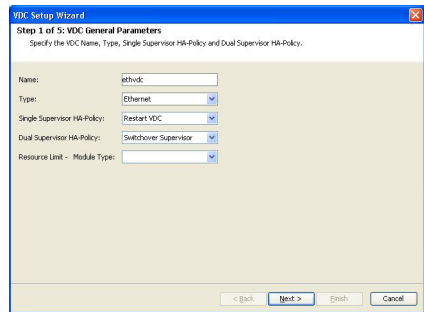 VDC Setup Wizard
Step 1 of 5: VDC General Parameters
Specify the VDC Name, Type, Single Supervisor HA-Policy and Dual Supervisor HA-Policy.
Name: ethvdc
Type: Ethernet
Single Supervisor HA-Policy: Restart VDC
Dual Supervisor HA-Policy: Switchover Supervisor
Resource Limit - Module Type:
< Back Next > Finish Cancel